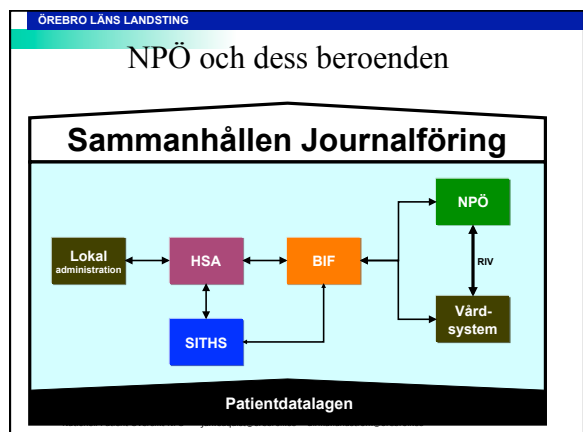 ÖREBRO LÄNS LANDSTING
NPÖ och dess beroenden
Sammanhållen Journalföring
NPÖ
Lokal
administration
HSA
BIF
RIV
SITHS
Vård-
system
Patientdatalagen